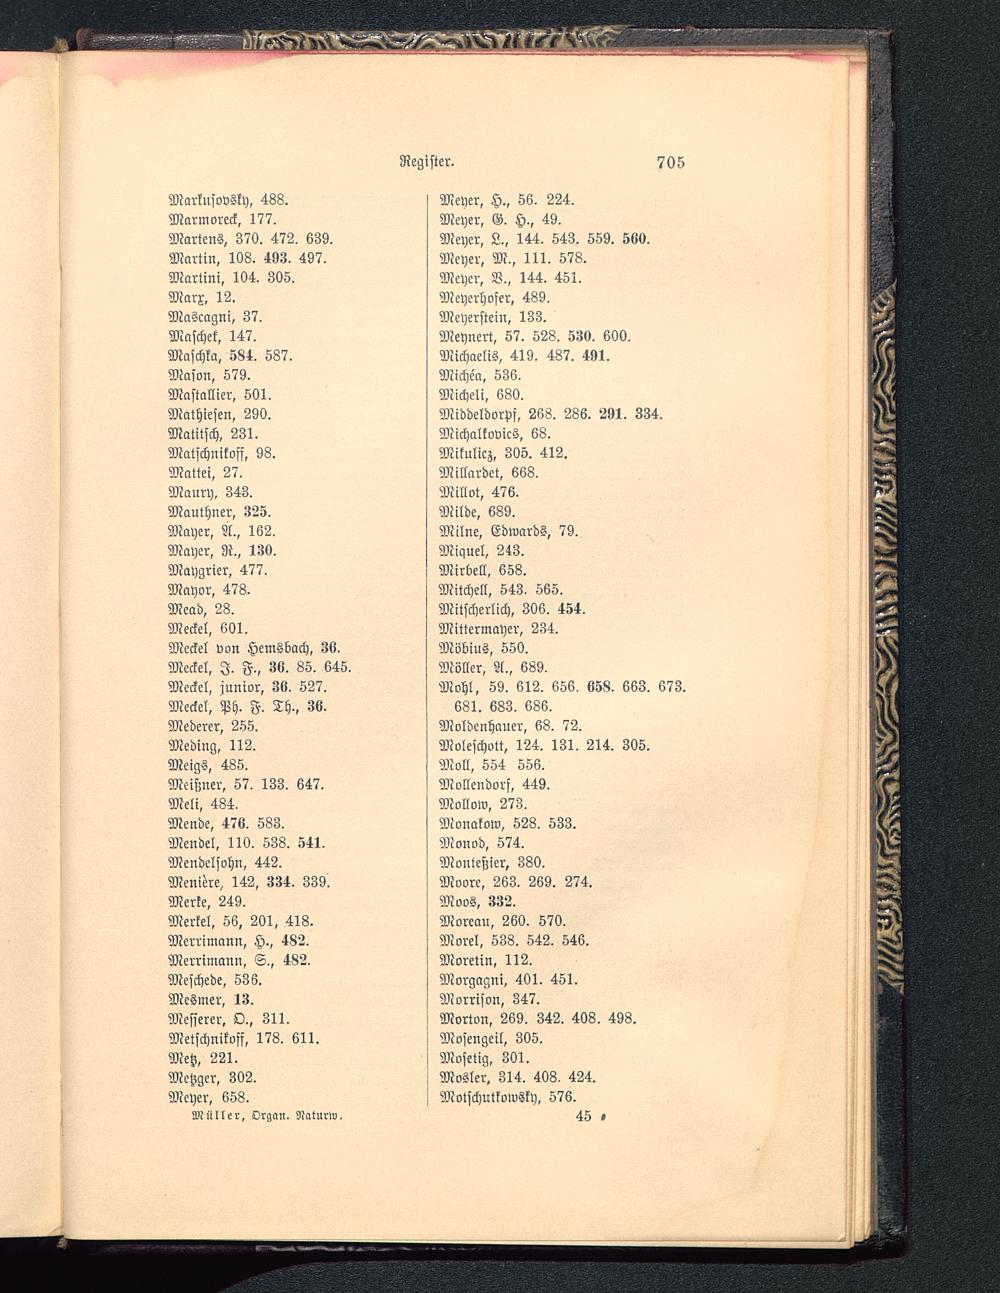 Register.
705
Markusovsky, 488.
Marmoreck, 177.
Martens, 370. 472. 639.
Martin, 108. 493. 497.
Martini, 104. 305.
Marx, 12.
Mascagni, 37.
Maschek, 147.
Maschka, 584. 587.
Mason, 579.
Mastallier, 501.
Mathiesen, 290.
Matitsch, 231.
Matschnikoff, 98.
Mattei, 27.
Maury, 343.
Mauthner, 325.
Mayer, A., 162.
Mayer, R., 130.
Maygrier, 477.
Mayor, 478.
Mead, 28.
Meckel, 601.
Meckel von Hemsbach, 36.
Meckel, J. F., 36. 85. 645.
Meckel, junior, 36. 527.
Meckel, Ph. F. Th., 36.
Mederer, 255.
Meding, 112.
Meigs, 485.
Meißner, 57. 133. 647.
Meli, 484.
Mende, 476. 583.
Mendel, 110. 538. 541.
Mendelsohn, 442.
Menière, 142, 334. 339.
Merke, 249.
Merkel, 56, 201, 418.
Merrimann, H., 482.
Merrimann, S., 482.
Meschede, 536.
Mesmer, 13.
Messerer, O., 311.
Metschnikoff, 178. 611.
Metz, 221.
Metzger, 302.
Meyer, 658.
Meyer, H., 56. 224.
Meyer, G. H., 49.
Meyer, L., 144. 543. 559. 560.
Meyer, M., 111. 578.
Meyer, V., 144. 451.
Meyerhofer, 489.
Meyerstein, 133.
Meynert, 57. 528. 530. 600.
Michaelis, 419. 487. 491.
Michéa, 536.
Micheli, 680.
Middeldorpf, 268. 286. 291. 334.
Michalkovics, 68.
Mikulicz, 305. 412.
Millardet, 668.
Millot, 476.
Milde, 689.
Milne, Edwards, 79.
Miquel, 243.
Mirbell, 658.
Mitchell, 543. 565.
Mitscherlich, 306. 454.
Mittermayer, 234.
Möbius, 550.
Möller, A., 689.
Mohl, 59. 612. 656. 658. 663. 673.
681. 683. 686.
Moldenhauer, 68. 72.
Moleschott, 124. 131. 214. 305.
Moll, 554 556.
Mollendorf, 449.
Mollow, 273.
Monakow, 528. 533.
Monod, 574.
Monteßier, 380.
Moore, 263. 269. 274.
Moos, 332.
Moreau, 260. 570.
Morel, 538. 542. 546.
Moretin, 112.
Morgagni, 401. 451.
Morrison, 347.
Morton, 269. 342. 408. 498.
Mosengeil, 305.
Mosetig, 301.
Mosler, 314. 408. 424.
Motschutkowsky, 576.
Müller, Organ. Naturw.
45